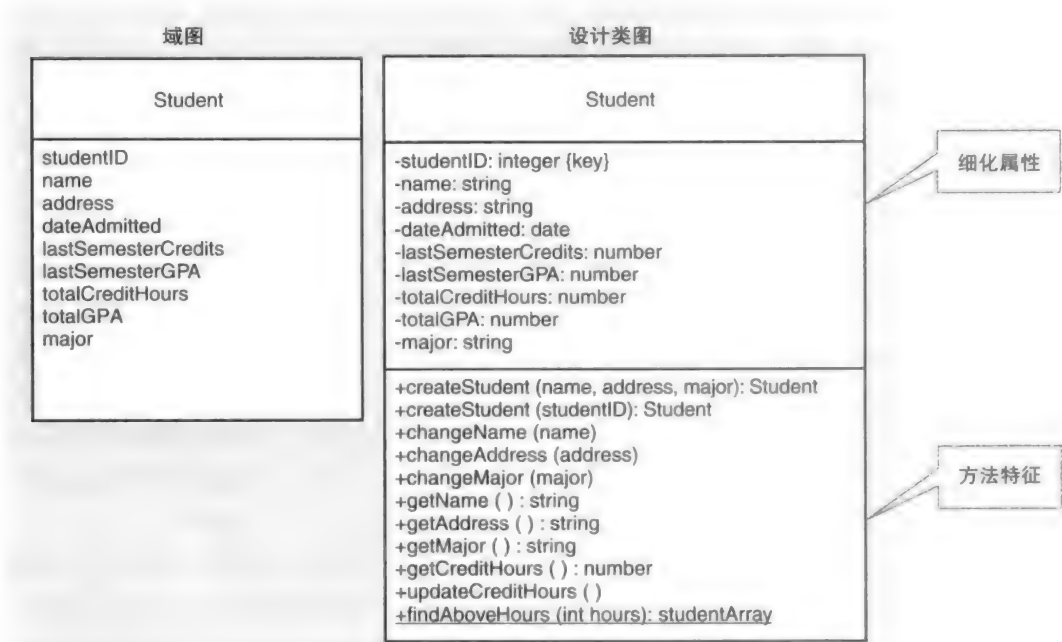 域图
Student
studentID
name
address
dateAdmitted
lastSemesterCredits
lastSemesterGPA
totalCreditHours
totalGPA
major
设计类图
Student
-studentID: integer {key}
-name: string
-address: string
-dateAdmitted: date
-lastSemesterCredits: number
-lastSemesterGPA: number
-totalCreditHours: number
-totalGPA: number
-major: string
+createStudent (name, address, major): Student
+createStudent (studentID): Student
+changeName (name)
+changeAddress (address)
+changeMajor (major)
+getName ( ) : string
+getAddress ( ) : string
+getMajor ( ) : string
+getCreditHours ( ) : number
+updateCreditHours ( )
+findAboveHours (int hours): studentArray
细化属性
方法特征